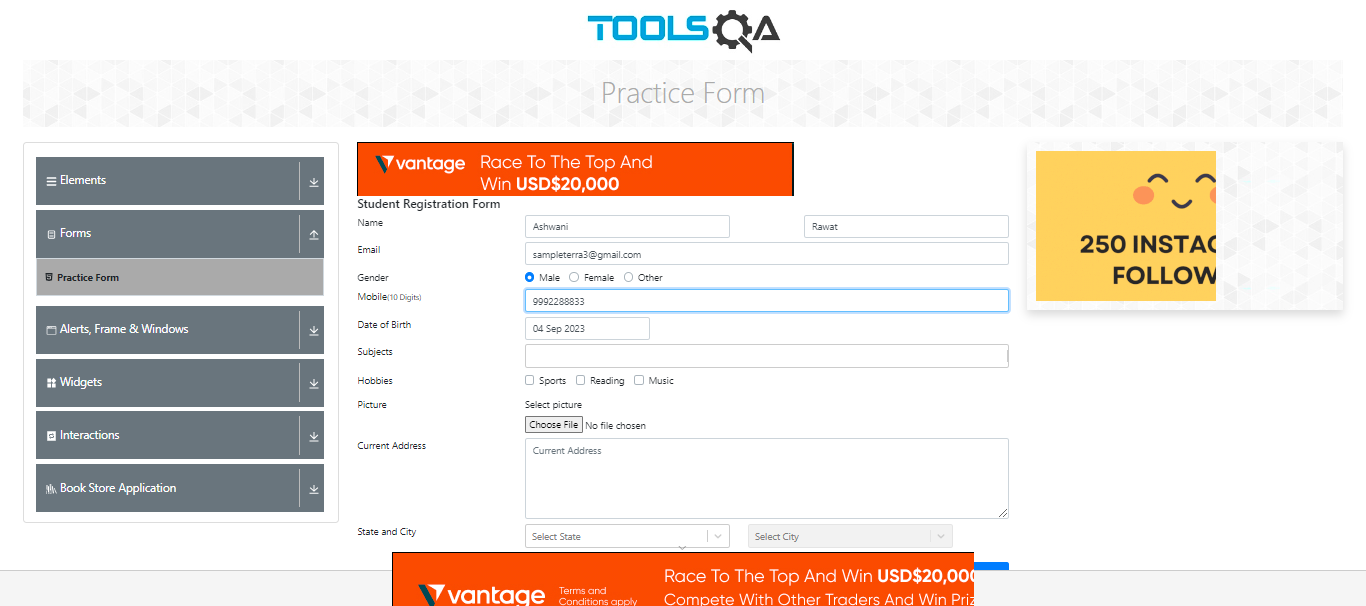 TOOLSQA
Practice Form
Elements
Forms
Practice Form
Alerts, Frame & Windows
Widgets
Interactions
Book Store Application
vantage
Race To The Top And
Win USD$20,000
Student Registration Form
Name
Ashwani
Rawat
Email
sampleterra3@gmail.com
Gender
Male
Female
Other
Mobile(10 Digits)
9992288833
Date of Birth
04 Sep 2023
Subjects
Hobbies
Sports
Reading
Music
Picture
Select picture
Choose File No file chosen
Current Address
Current Address
State and City
Select State
Select City
250 INSTAG
FOLLOW
vantage
Terms and
Conditions apply
Race To The Top And Win USD$20,000
Compete With Other Traders And Win Priz